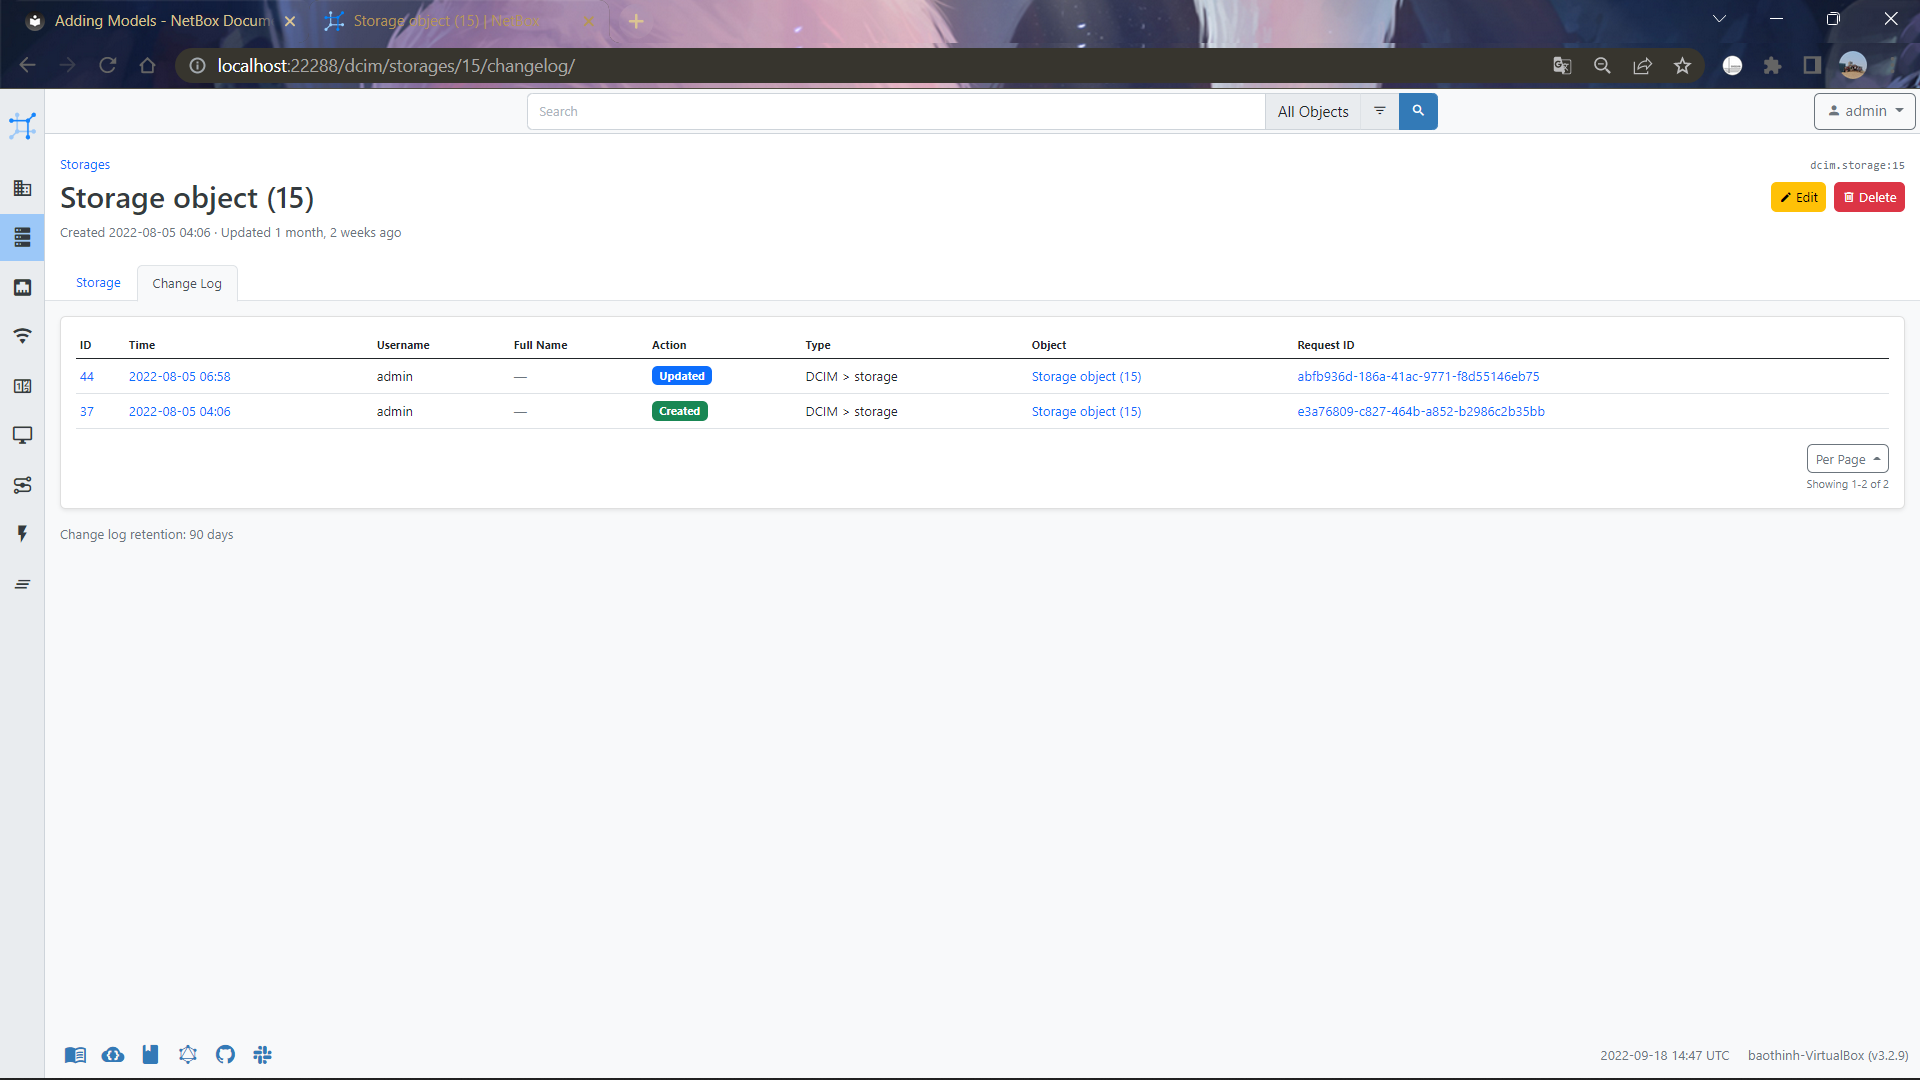 Adding Models - NetBox Docum
Storage object (15) | NetBox
localhost:22288/dcim/storages/15/changelog/
Search
All Objects
admin
Storages
dcim.storage:15
Storage object (15)
Edit
Delete
Created 2022-08-05 04:06 · Updated 1 month, 2 weeks ago
Storage
Change Log
ID Time Username Full Name Action Type Object Request ID
44 2022-08-05 06:58 admin — Updated DCIM > storage Storage object (15) abfb936d-186a-41ac-9771-f8d55146eb75
37 2022-08-05 04:06 admin — Created DCIM > storage Storage object (15) e3a76809-c827-464b-a852-b2986c2b35bb
Per Page
Showing 1-2 of 2
Change log retention: 90 days
2022-09-18 14:47 UTC
baothinh-VirtualBox (v3.2.9)